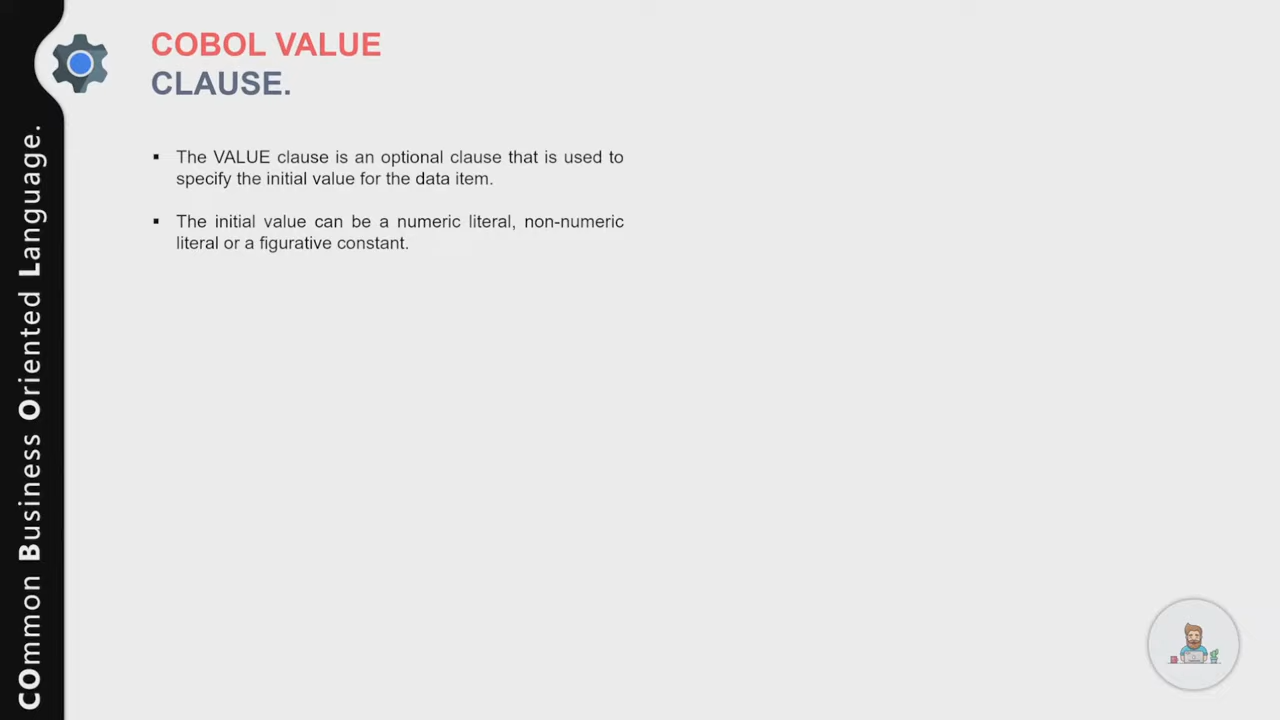 COBOL VALUE
CLAUSE.
▪ The VALUE clause is an optional clause that is used to
specify the initial value for the data item.
▪ The initial value can be a numeric literal, non-numeric
literal or a figurative constant.
COmmon Business Oriented Language.